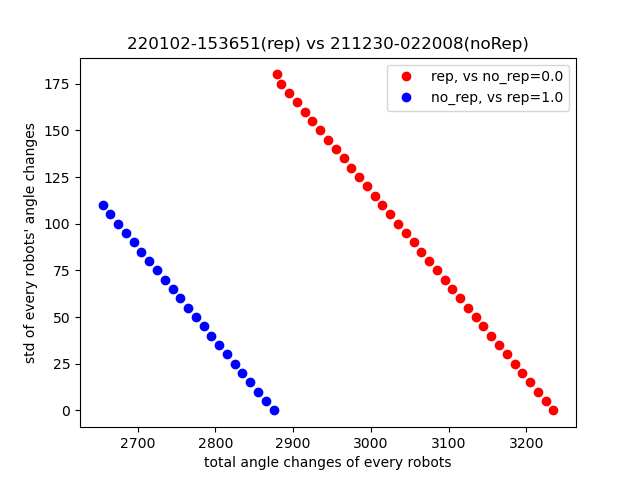 220102-153651(rep) vs 211230-022008(noRep)
rep, vs no_rep=0.0
no_rep, vs rep=1.0
std of every robots' angle changes
175
150
125
100
75
50
25
0
2700 2800 2900 3000 3100 3200
total angle changes of every robots